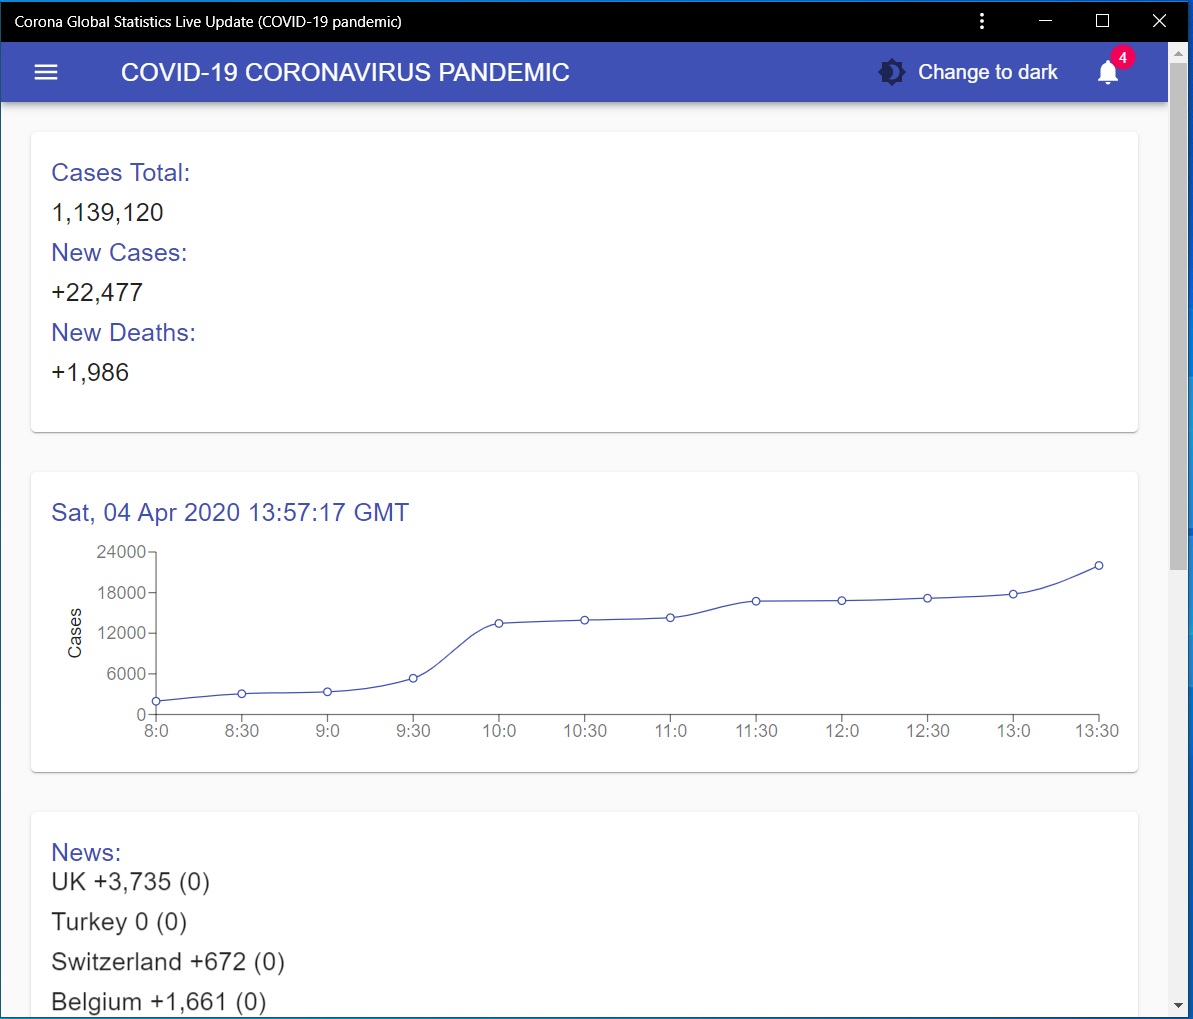 Corona Global Statistics Live Update (COVID-19 pandemic)
COVID-19 CORONAVIRUS PANDEMIC
Change to dark
4
Cases Total:
1,139,120
New Cases:
+22,477
New Deaths:
+1,986
Sat, 04 Apr 2020 13:57:17 GMT
Cases
24000
18000
12000
6000
0
8:0 8:30 9:0 9:30 10:0 10:30 11:0 11:30 12:0 12:30 13:0 13:30
News:
UK +3,735 (0)
Turkey 0 (0)
Switzerland +672 (0)
Belgium +1,661 (0)